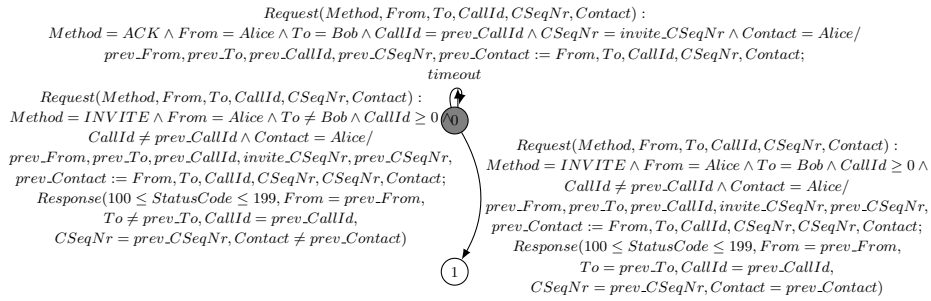 Request(Method, From, To, CallId, CSeqNr, Contact) :
Method = ACK ∧ From = Alice ∧ To = Bob ∧ CallId = prev_CallId ∧ CSeqNr = invite_CSeqNr ∧ Contact = Alice/
prev_From, prev_To, prev_CallId, prev_CSeqNr, prev_Contact := From, To, CallId, CSeqNr, Contact;
timeout
Request(Method, From, To, CallId, CSeqNr, Contact) :
Method = INVITE ∧ From = Alice ∧ To ≠ Bob ∧ CallId ≥ 0 ∧
CallId ≠ prev_CallId ∧ Contact = Alice/
prev_From, prev_To, prev_CallId, invite_CSeqNr, prev_CSeqNr,
prev_Contact := From, To, CallId, CSeqNr, CSeqNr, Contact;
Response(100 ≤ StatusCode ≤ 199, From = prev_From,
To ≠ prev_To, CallId = prev_CallId,
CSeqNr = prev_CSeqNr, Contact ≠ prev_Contact)
0
Request(Method, From, To, CallId, CSeqNr, Contact) :
Method = INVITE ∧ From = Alice ∧ To = Bob ∧ CallId ≥ 0 ∧
CallId ≠ prev_CallId ∧ Contact = Alice/
prev_From, prev_To, prev_CallId, invite_CSeqNr, prev_CSeqNr,
prev_Contact := From, To, CallId, CSeqNr, CSeqNr, Contact;
Response(100 ≤ StatusCode ≤ 199, From = prev_From,
To = prev_To, CallId = prev_CallId,
CSeqNr = prev_CSeqNr, Contact = prev_Contact)
1